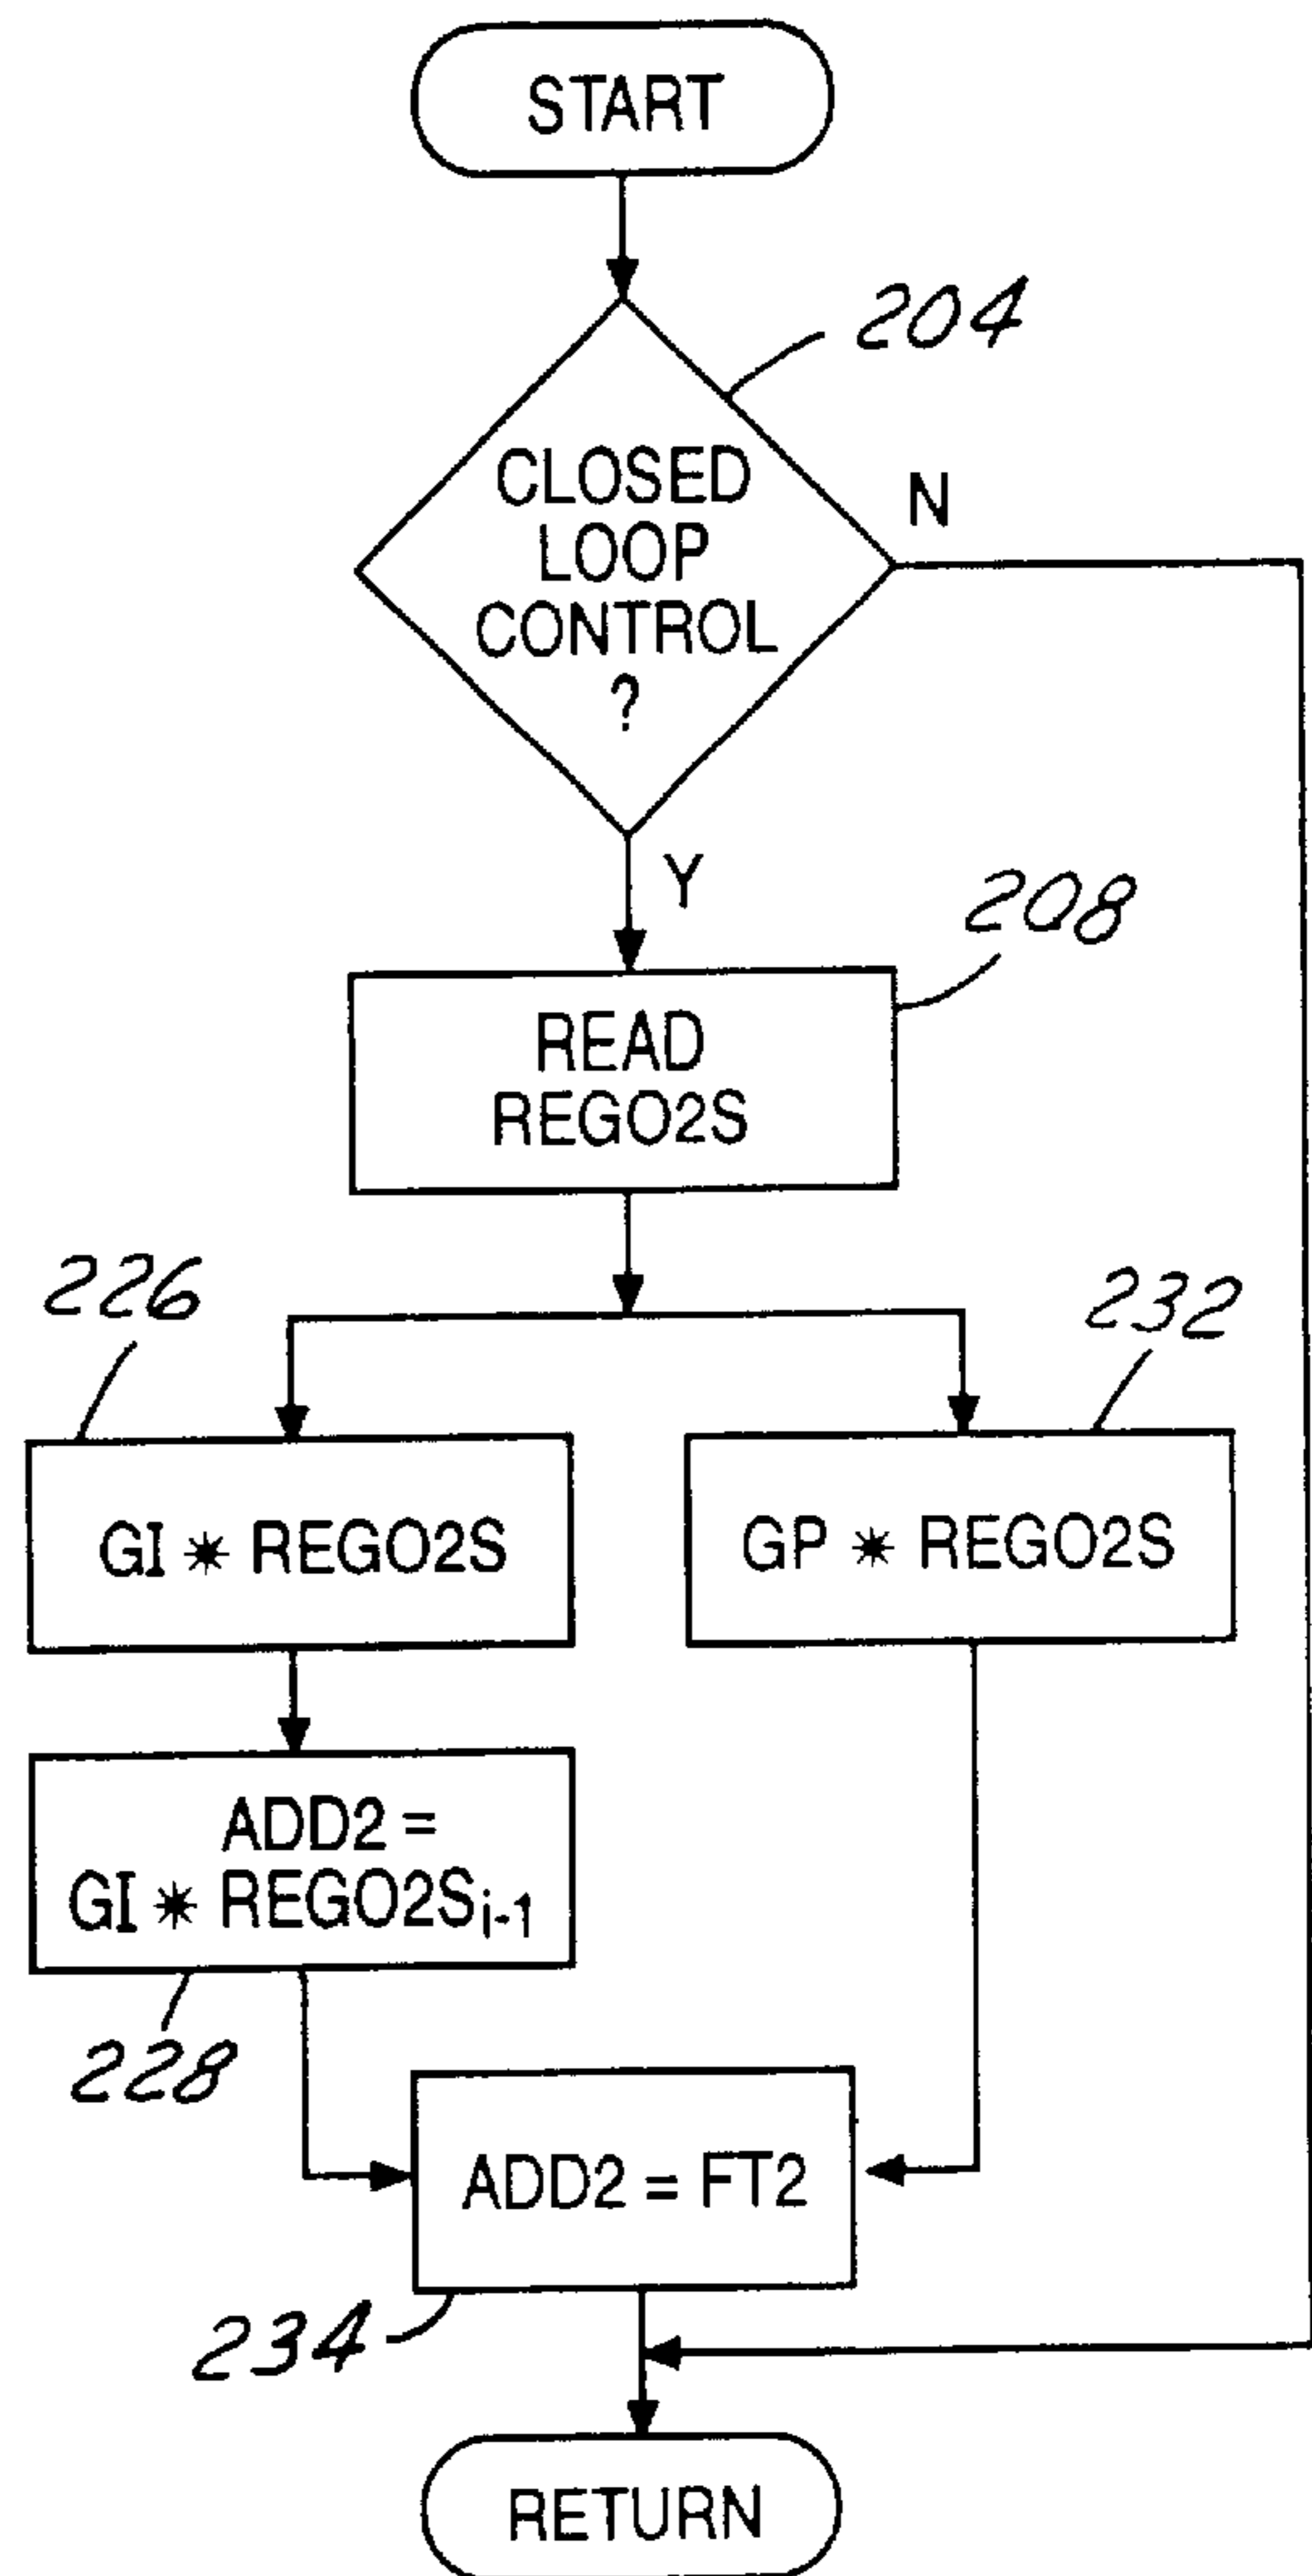 START
204
CLOSED
LOOP
CONTROL
?
N
Y
208
READ
REGO2S
226
232
GI ✷ REGO2S
GP ✷ REGO2S
ADD2 =
GI ✷ REGO2Si-1
228
ADD2 = FT2
234
RETURN